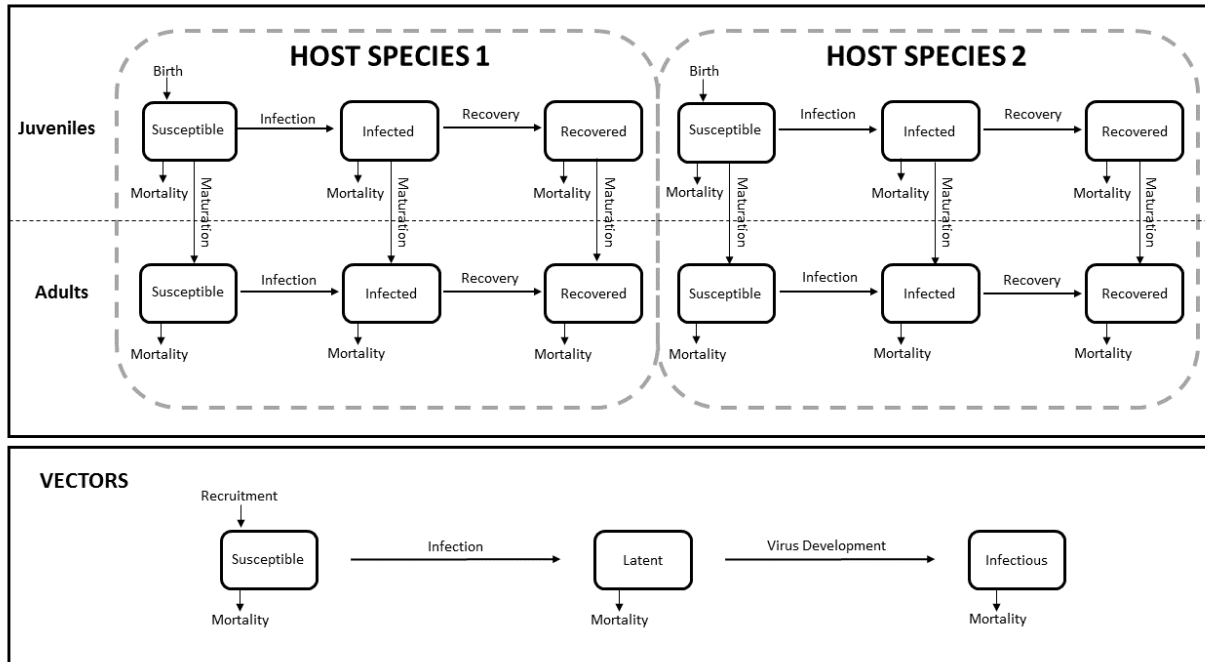 HOST SPECIES 1
HOST SPECIES 2
Birth
Birth
Juveniles
Susceptible
Infection
Infected
Recovery
Recovered
Susceptible
Infection
Infected
Recovery
Recovered
Mortality
Maturation
Mortality
Maturation
Mortality
Maturation
Mortality
Maturation
Mortality
Maturation
Mortality
Maturation
Adults
Susceptible
Infection
Infected
Recovery
Recovered
Susceptible
Infection
Infected
Recovery
Recovered
Mortality
Mortality
Mortality
Mortality
Mortality
Mortality
VECTORS
Recruitment
Susceptible
Infection
Latent
Virus Development
Infectious
Mortality
Mortality
Mortality